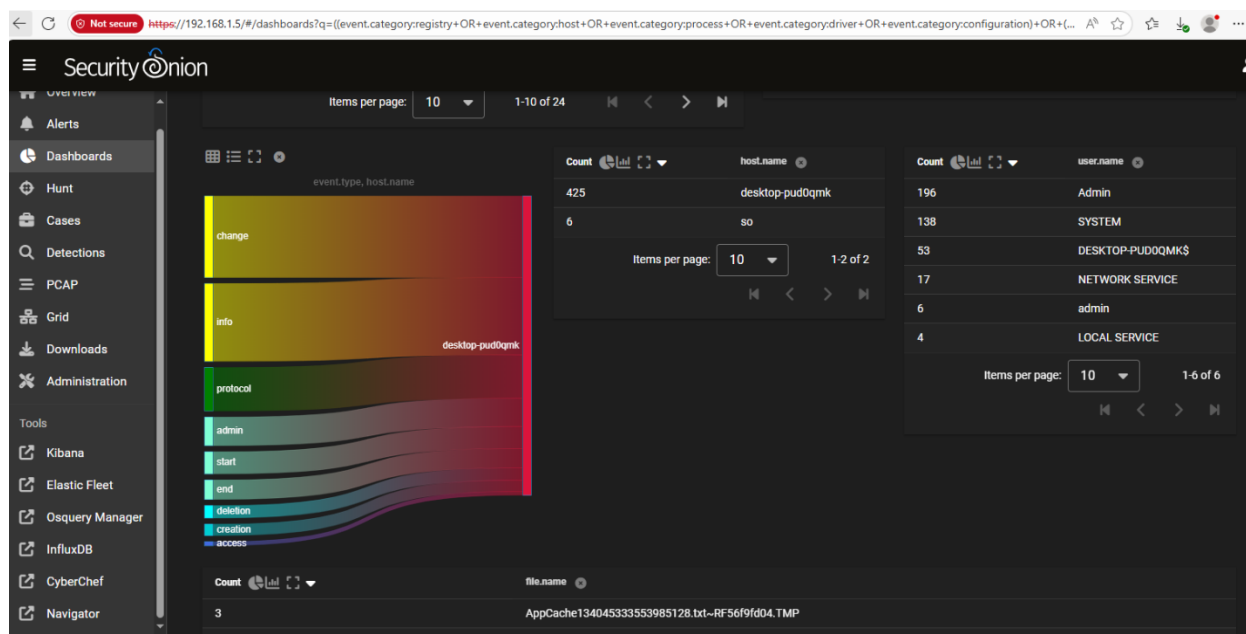 Not secure https://192.168.1.5/#/dashboards?q=((event.category:registry+OR+event.category:host+OR+event.category:process+OR+event.category:driver+OR+event.category:configuration)+OR+(...
Security Onion
Overview
Alerts
Dashboards
Hunt
Cases
Detections
PCAP
Grid
Downloads
Administration
Tools
Kibana
Elastic Fleet
Osquery Manager
InfluxDB
CyberChef
Navigator
Items per page: 10 1-10 of 24
event.type, host.name
change
info
desktop-pud0qmk
protocol
admin
start
end
deletion
creation
access
Count host.name
425 desktop-pud0qmk
6 so
Items per page: 10 1-2 of 2
Count user.name
196 Admin
138 SYSTEM
53 DESKTOP-PUD0QMK$
17 NETWORK SERVICE
6 admin
4 LOCAL SERVICE
Items per page: 10 1-6 of 6
Count file.name
3 AppCache134045333553985128.txt~RF56f9fd04.TMP